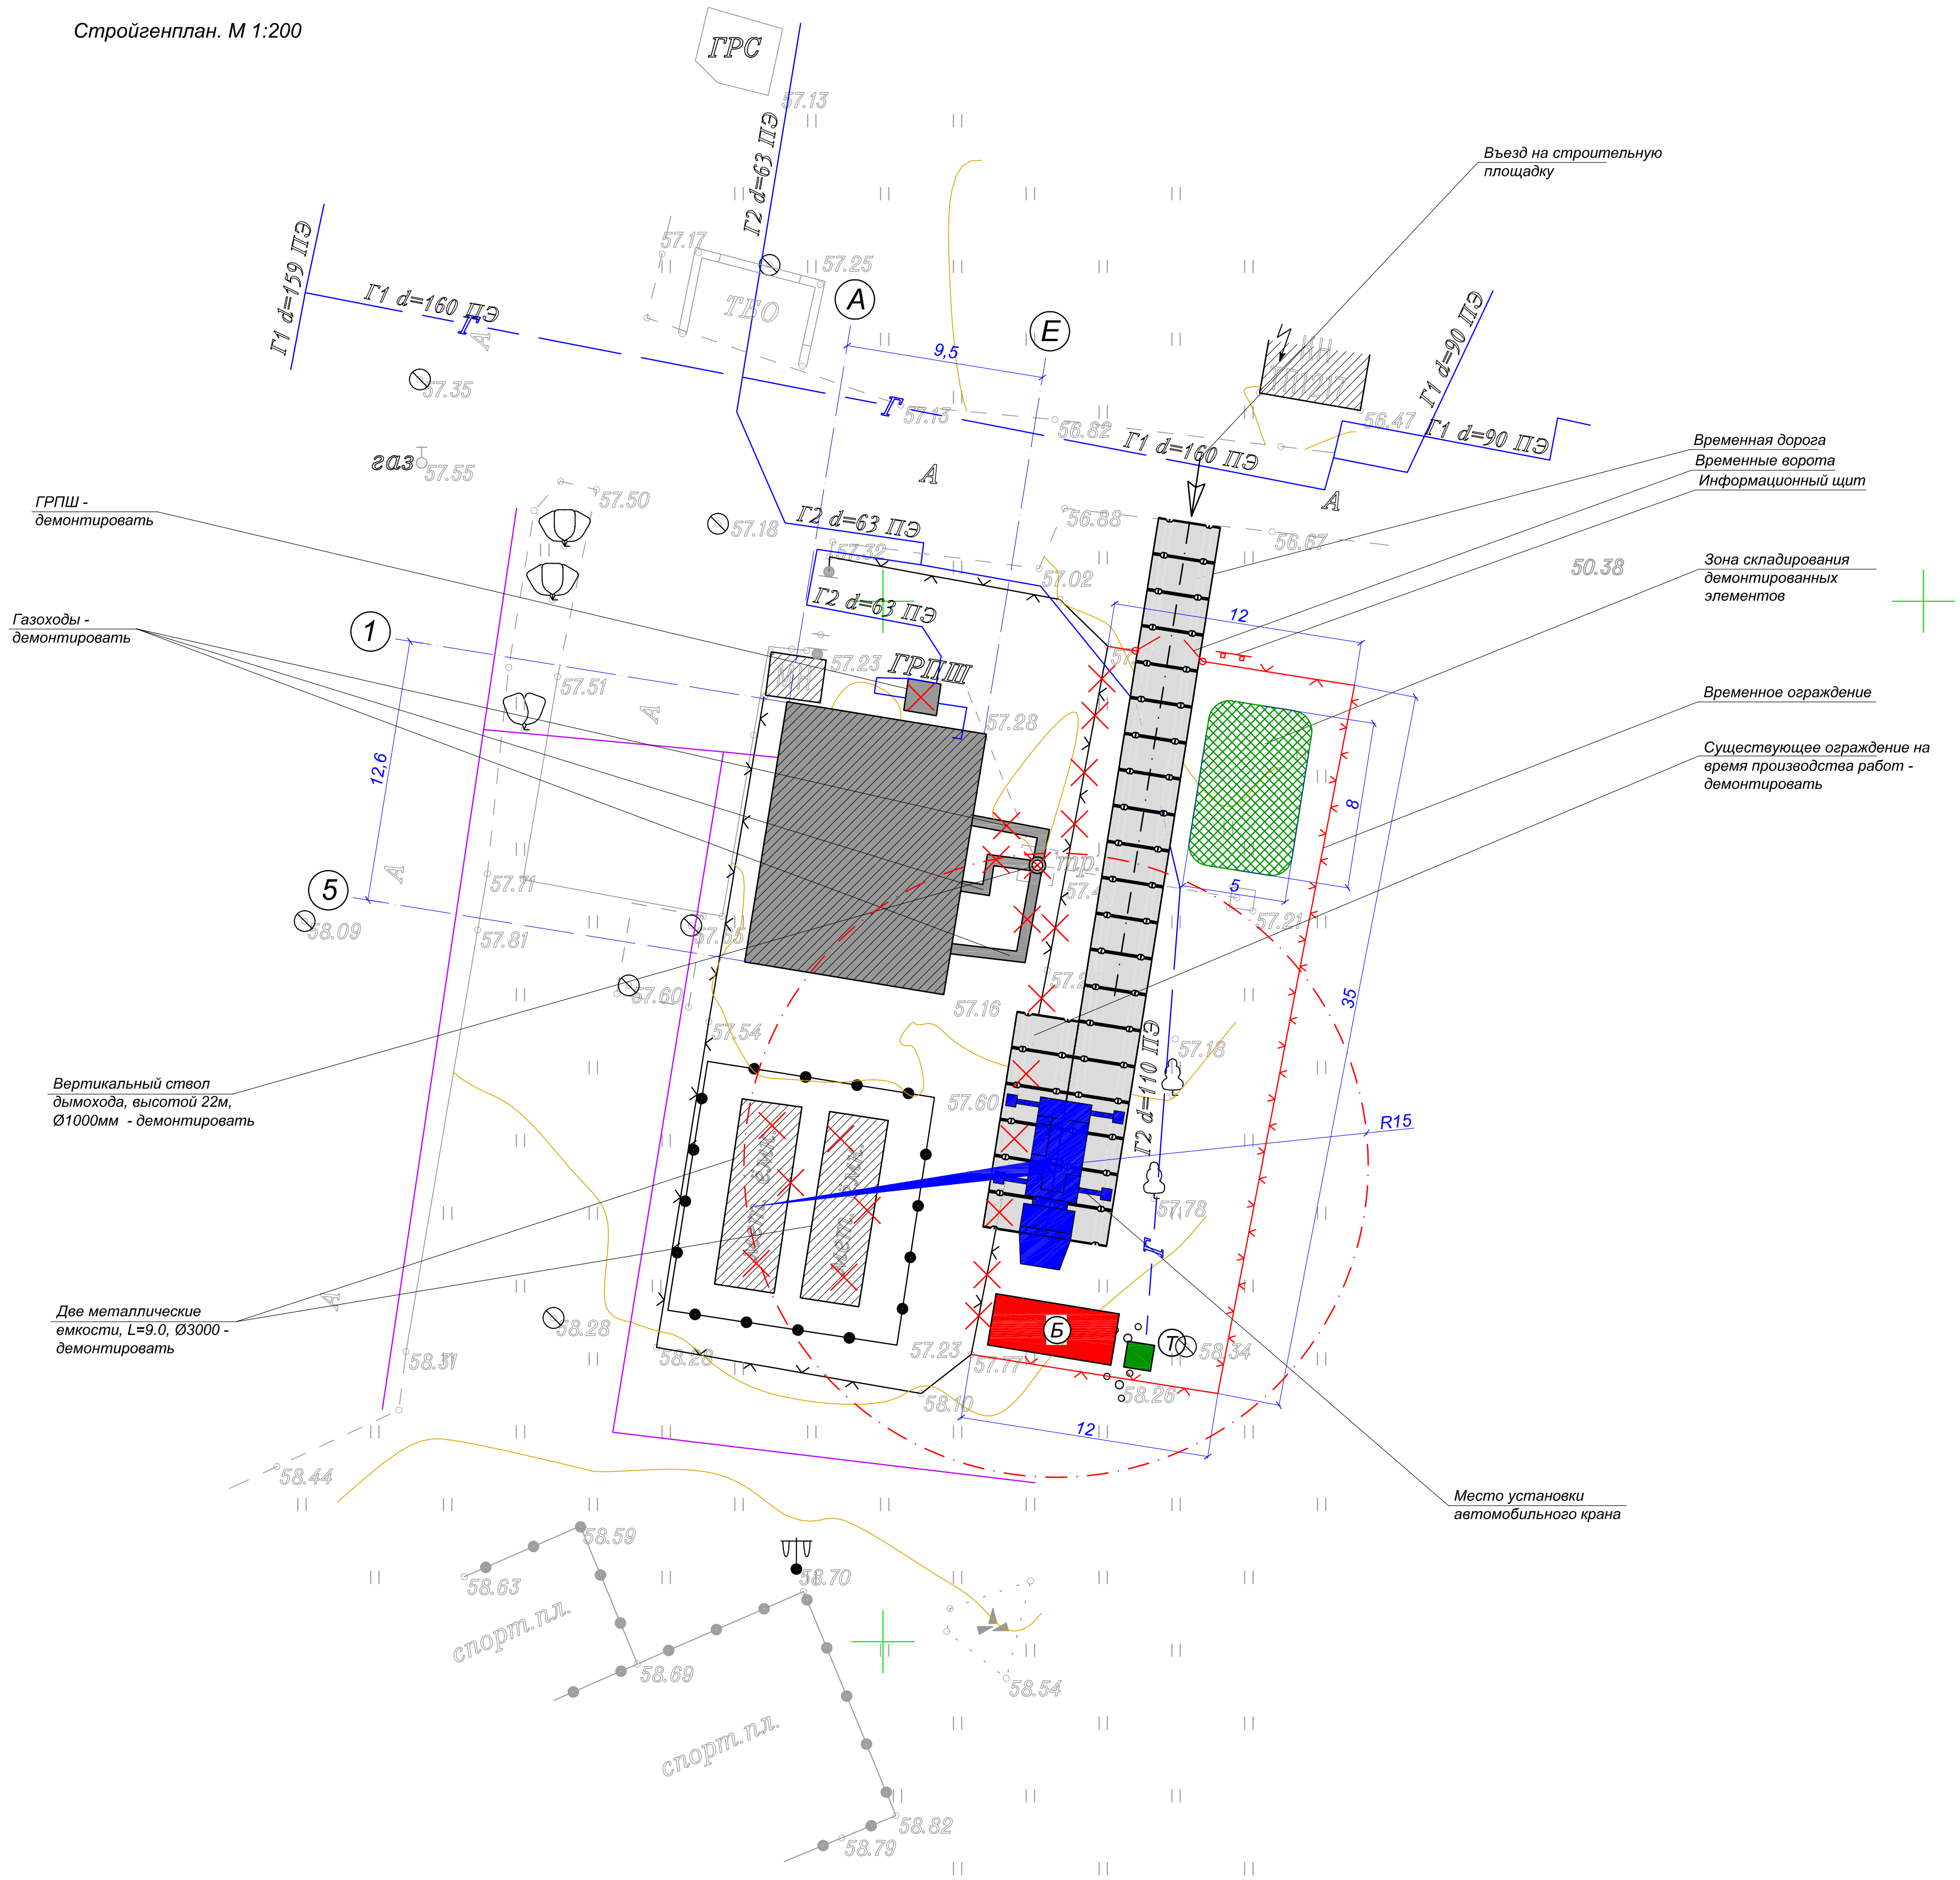 Стройгенплан. М 1:200
ГРС
57.13
Г2 d=63 ПЭ
Въезд на строительную
площадку
57.17
57.25
ТБО
Г1 d=159 ПЭ
Г1 d=160 ПЭ
Г
А
А
Е
9,5
ТП1217
Г1 d=90 ПЭ
57.35
57.13
Г
56.82
56.47
Г1 d=160 ПЭ
Г1 d=90 ПЭ
газ
57.55
А
А
Временная дорога
Временные ворота
Информационный щит
ГРПШ -
демонтировать
57.50
57.18
Г2 d=63 ПЭ
57.32
56.88
56.67
57.02
50.38
Зона складирования
демонтированных
элементов
Г2 d=63 ПЭ
12
Газоходы -
демонтировать
1
57.23
ГРПШ
57.51
А
57.28
Временное ограждение
12,6
Существующее ограждение на
время производства работ -
демонтировать
8
5
А
57.71
тр.
5
58.09
57.81
57.65
57.21
57.60
57.16
35
57.54
57.18
57.60
Г2 d=110 ПЭ
Вертикальный ствол
дымохода, высотой 22м,
Ø1000мм - демонтировать
R15
мет. ёмк.
мет. ёмк.
57.78
Г
Две металлические
емкости, L=9.0, Ø3000 -
демонтировать
А
58.28
Б
Т
58.34
58.31
58.28
57.23
57.77
58.26
58.10
12
58.44
Место установки
автомобильного крана
58.59
58.63
58.70
спорт.пл.
58.69
58.54
спорт.пл.
58.82
58.79